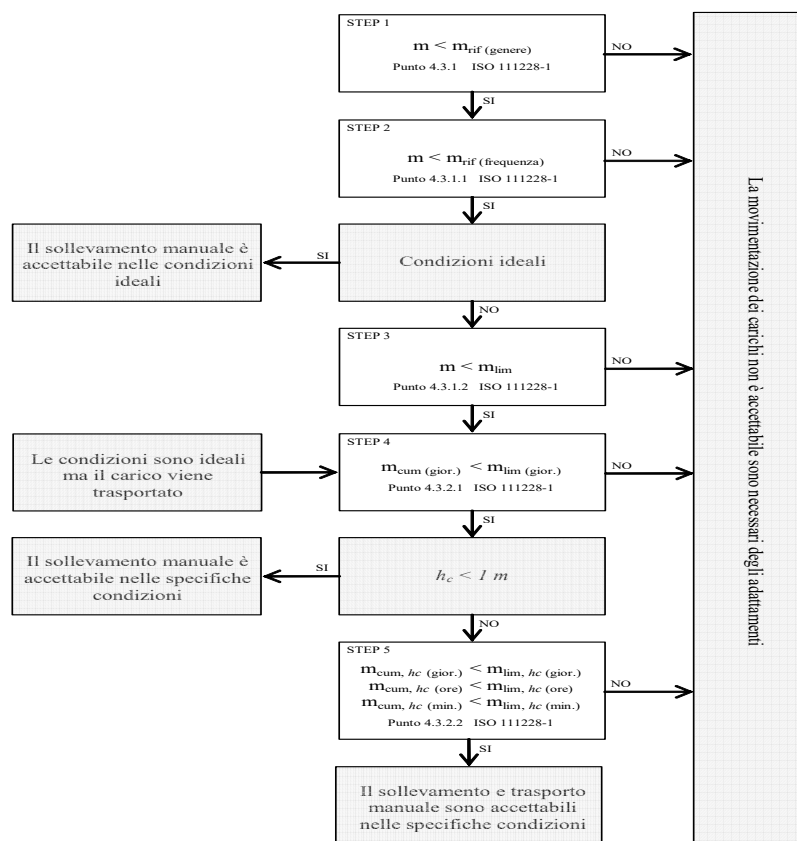 STEP 1
m < mrif (genere)
Punto 4.3.1 ISO 111228-1
NO
SI
STEP 2
m < mrif (frequenza)
Punto 4.3.1.1 ISO 111228-1
NO
SI
Il sollevamento manuale è
accettabile nelle condizioni
ideali
SI
Condizioni ideali
NO
STEP 3
m < mlim
Punto 4.3.1.2 ISO 111228-1
NO
SI
Le condizioni sono ideali
ma il carico viene
trasportato
STEP 4
mcum (gior.) < mlim (gior.)
Punto 4.3.2.1 ISO 111228-1
NO
SI
Il sollevamento manuale è
accettabile nelle specifiche
condizioni
SI
hc < 1 m
NO
STEP 5
mcum, hc (gior.) < mlim, hc (gior.)
mcum, hc (ore) < mlim, hc (ore)
mcum, hc (min.) < mlim, hc (min.)
Punto 4.3.2.2 ISO 111228-1
NO
SI
Il sollevamento e trasporto
manuale sono accettabili
nelle specifiche condizioni
La movimentazione dei carichi non è accettabile sono necessari degli adattamenti